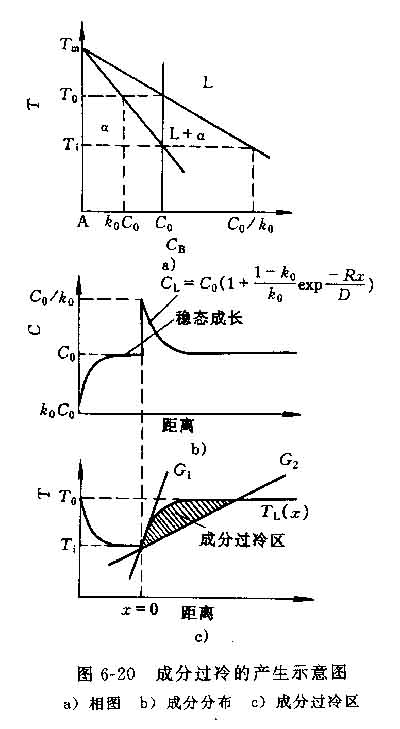 T
T_m
T_0
T_i
α
L+α
L
A
k_0C_0
C_0
C_0/k_0
C_B
a)
C
C_0/k_0
C_0
k_0C_0
C_L=C_0(1+\frac{1-k_0}{k_0}exp\frac{-Rx}{D})
稳态成长
距离
b)
T
T_0
T_i
G_1
G_2
T_L(x)
成分过冷区
x=0
距离
c)
图 6-20 成分过冷的产生示意图
a) 相图 b) 成分分布 c) 成分过冷区